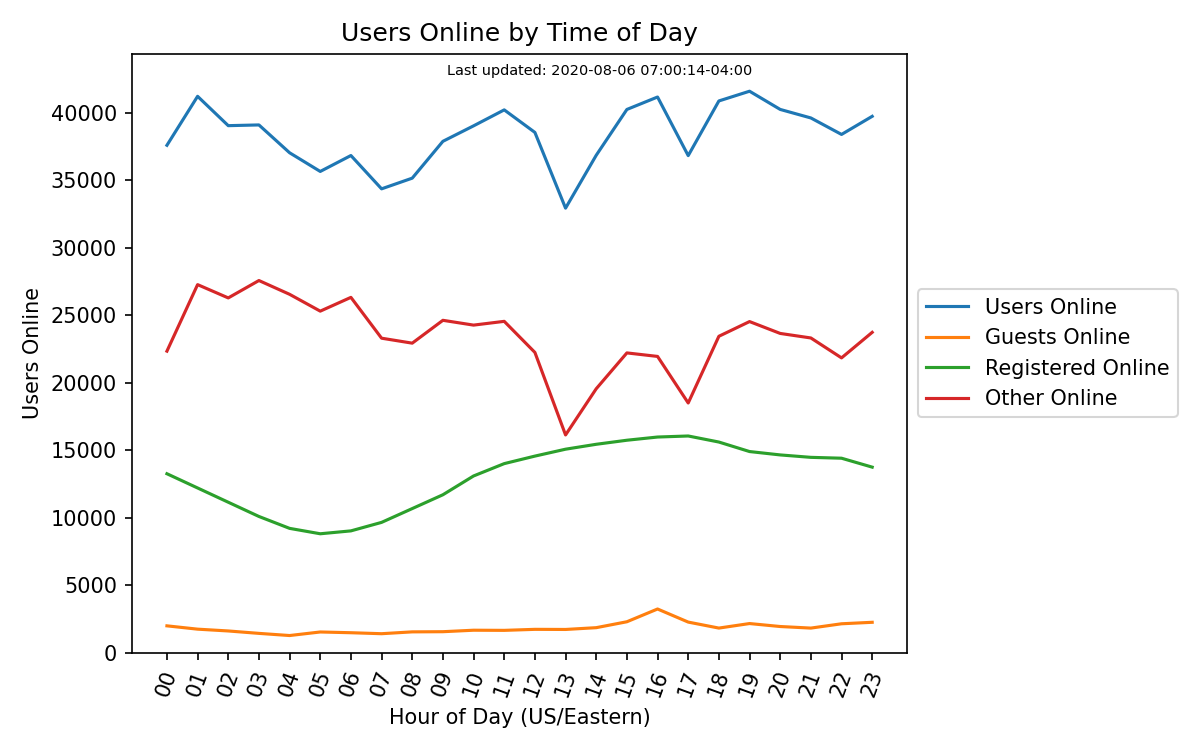 Users Online by Time of Day
Last updated: 2020-08-06 07:00:14-04:00
Users Online
40000
35000
30000
25000
20000
15000
10000
5000
0
00 01 02 03 04 05 06 07 08 09 10 11 12 13 14 15 16 17 18 19 20 21 22 23
Hour of Day (US/Eastern)
Users Online
Guests Online
Registered Online
Other Online